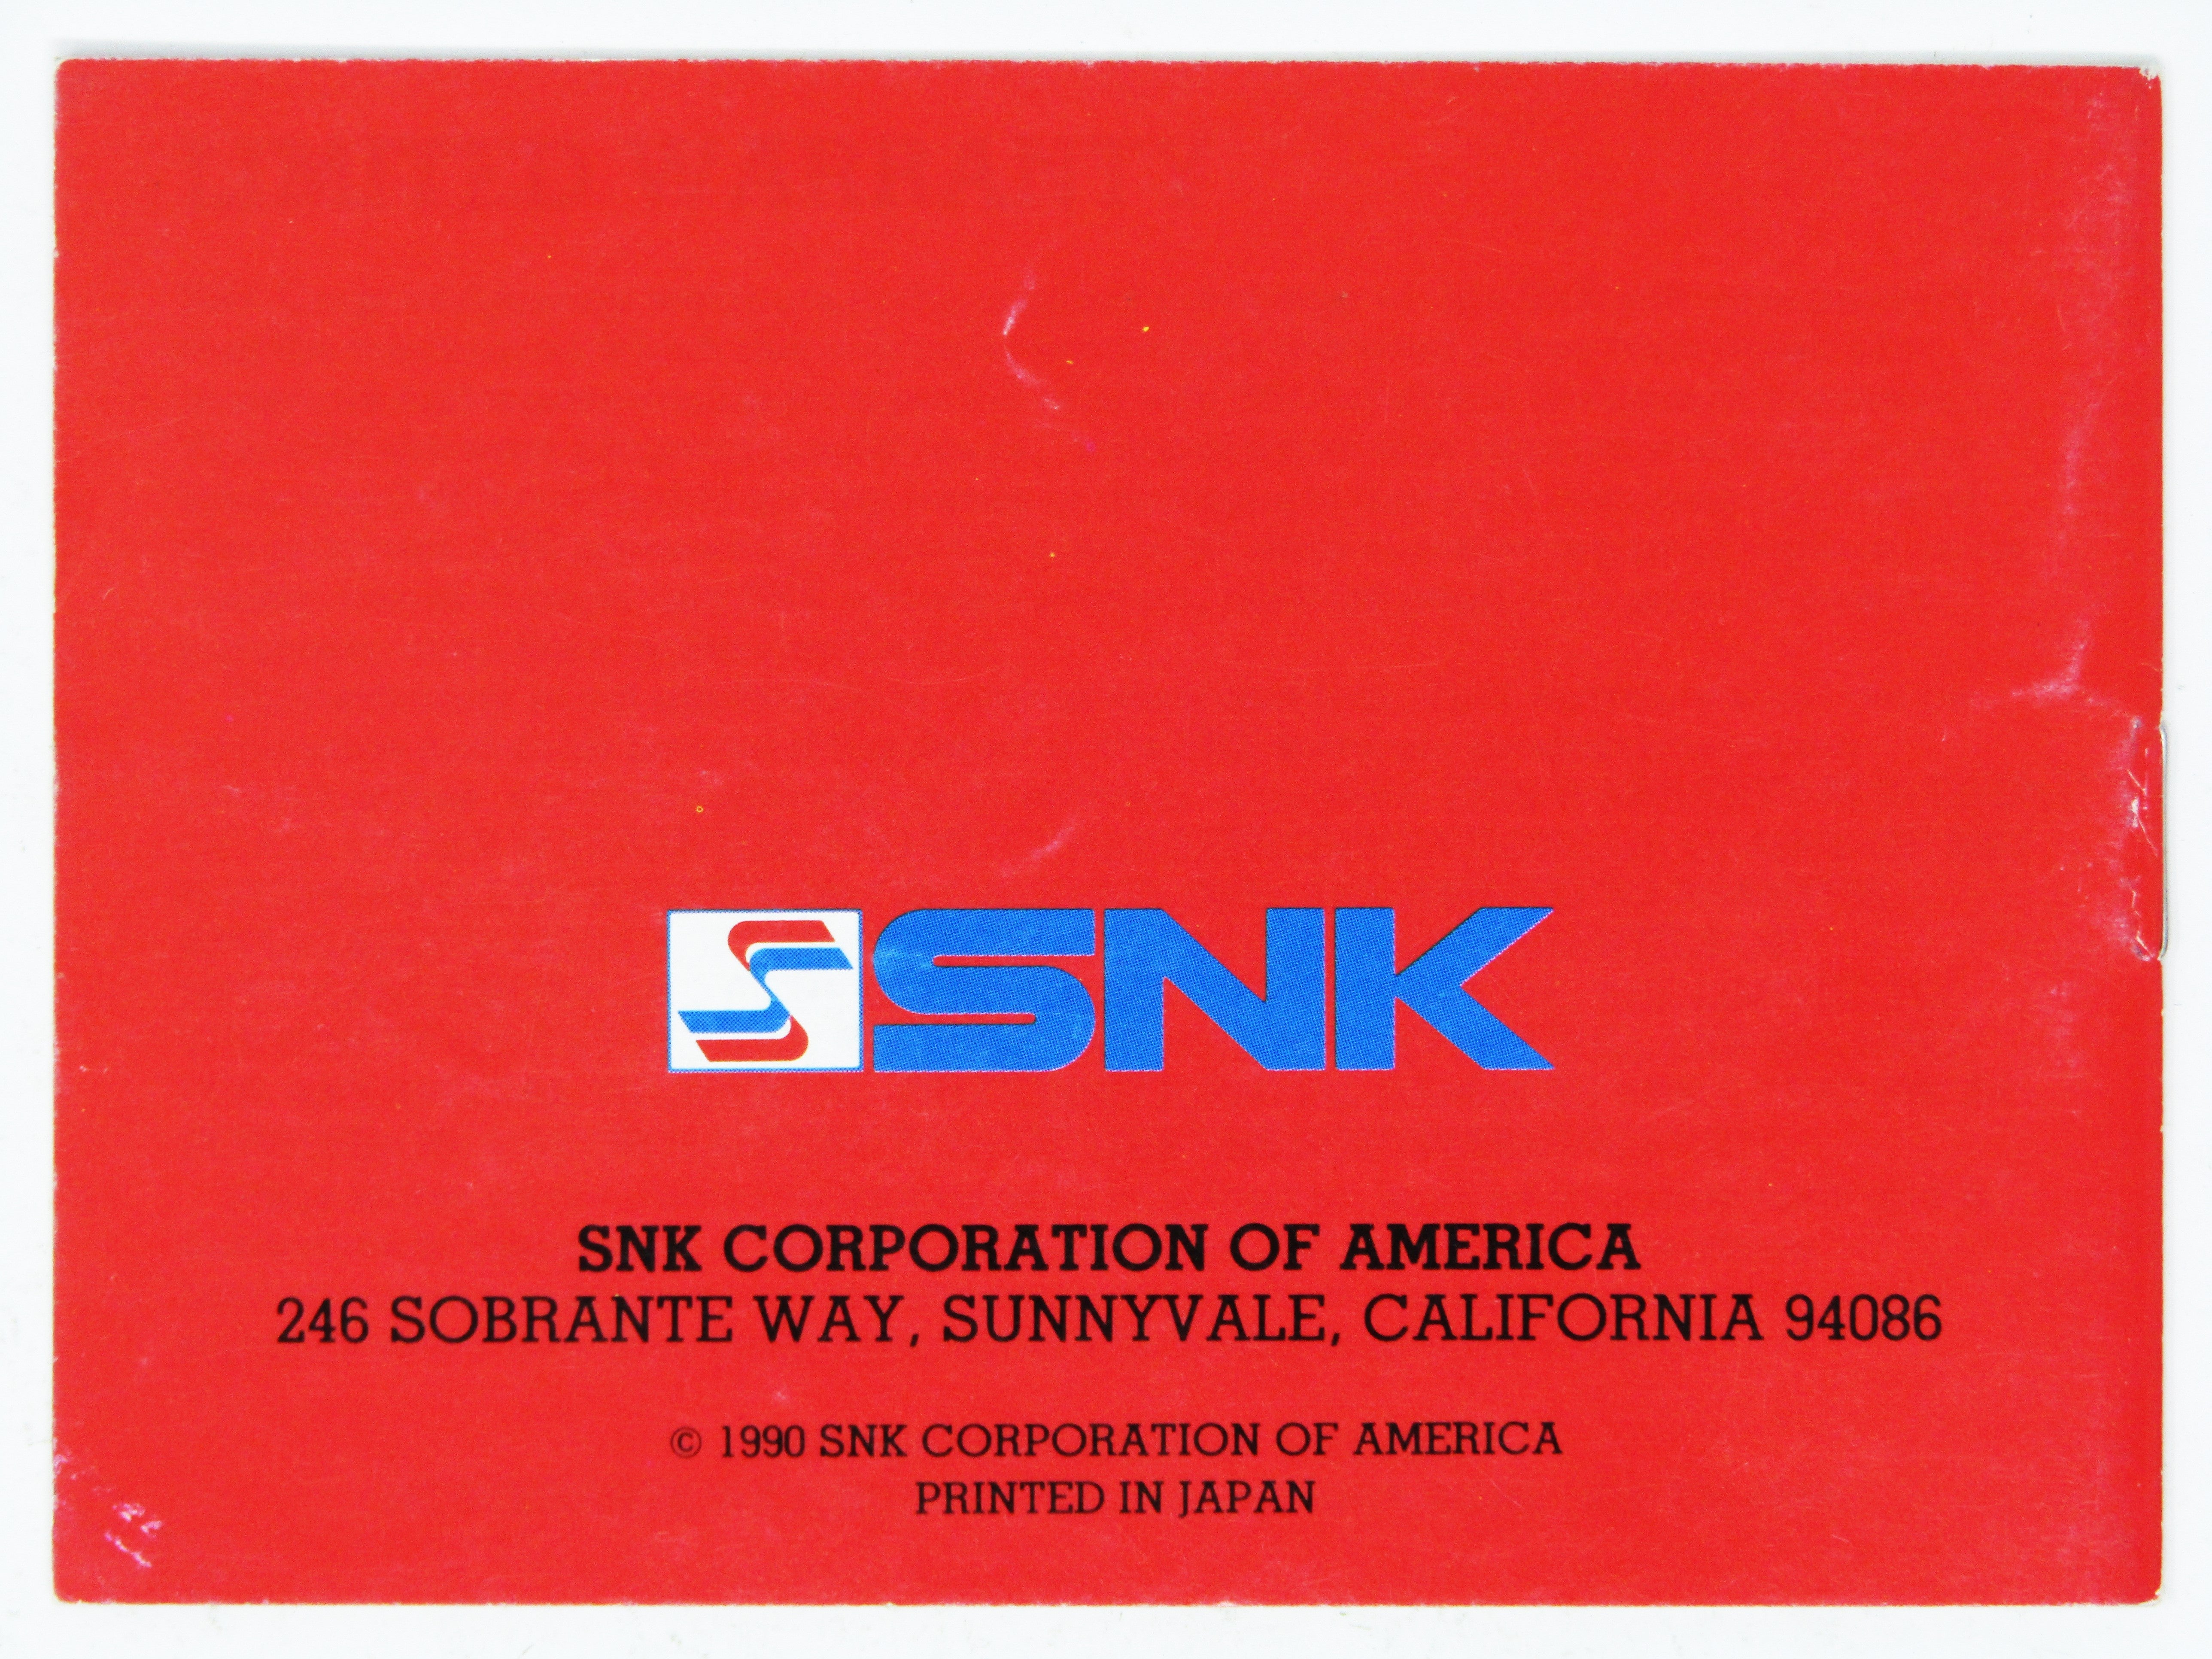 SNK
SNK CORPORATION OF AMERICA
246 SOBRANTE WAY, SUNNYVALE, CALIFORNIA 94086
© 1990 SNK CORPORATION OF AMERICA
PRINTED IN JAPAN